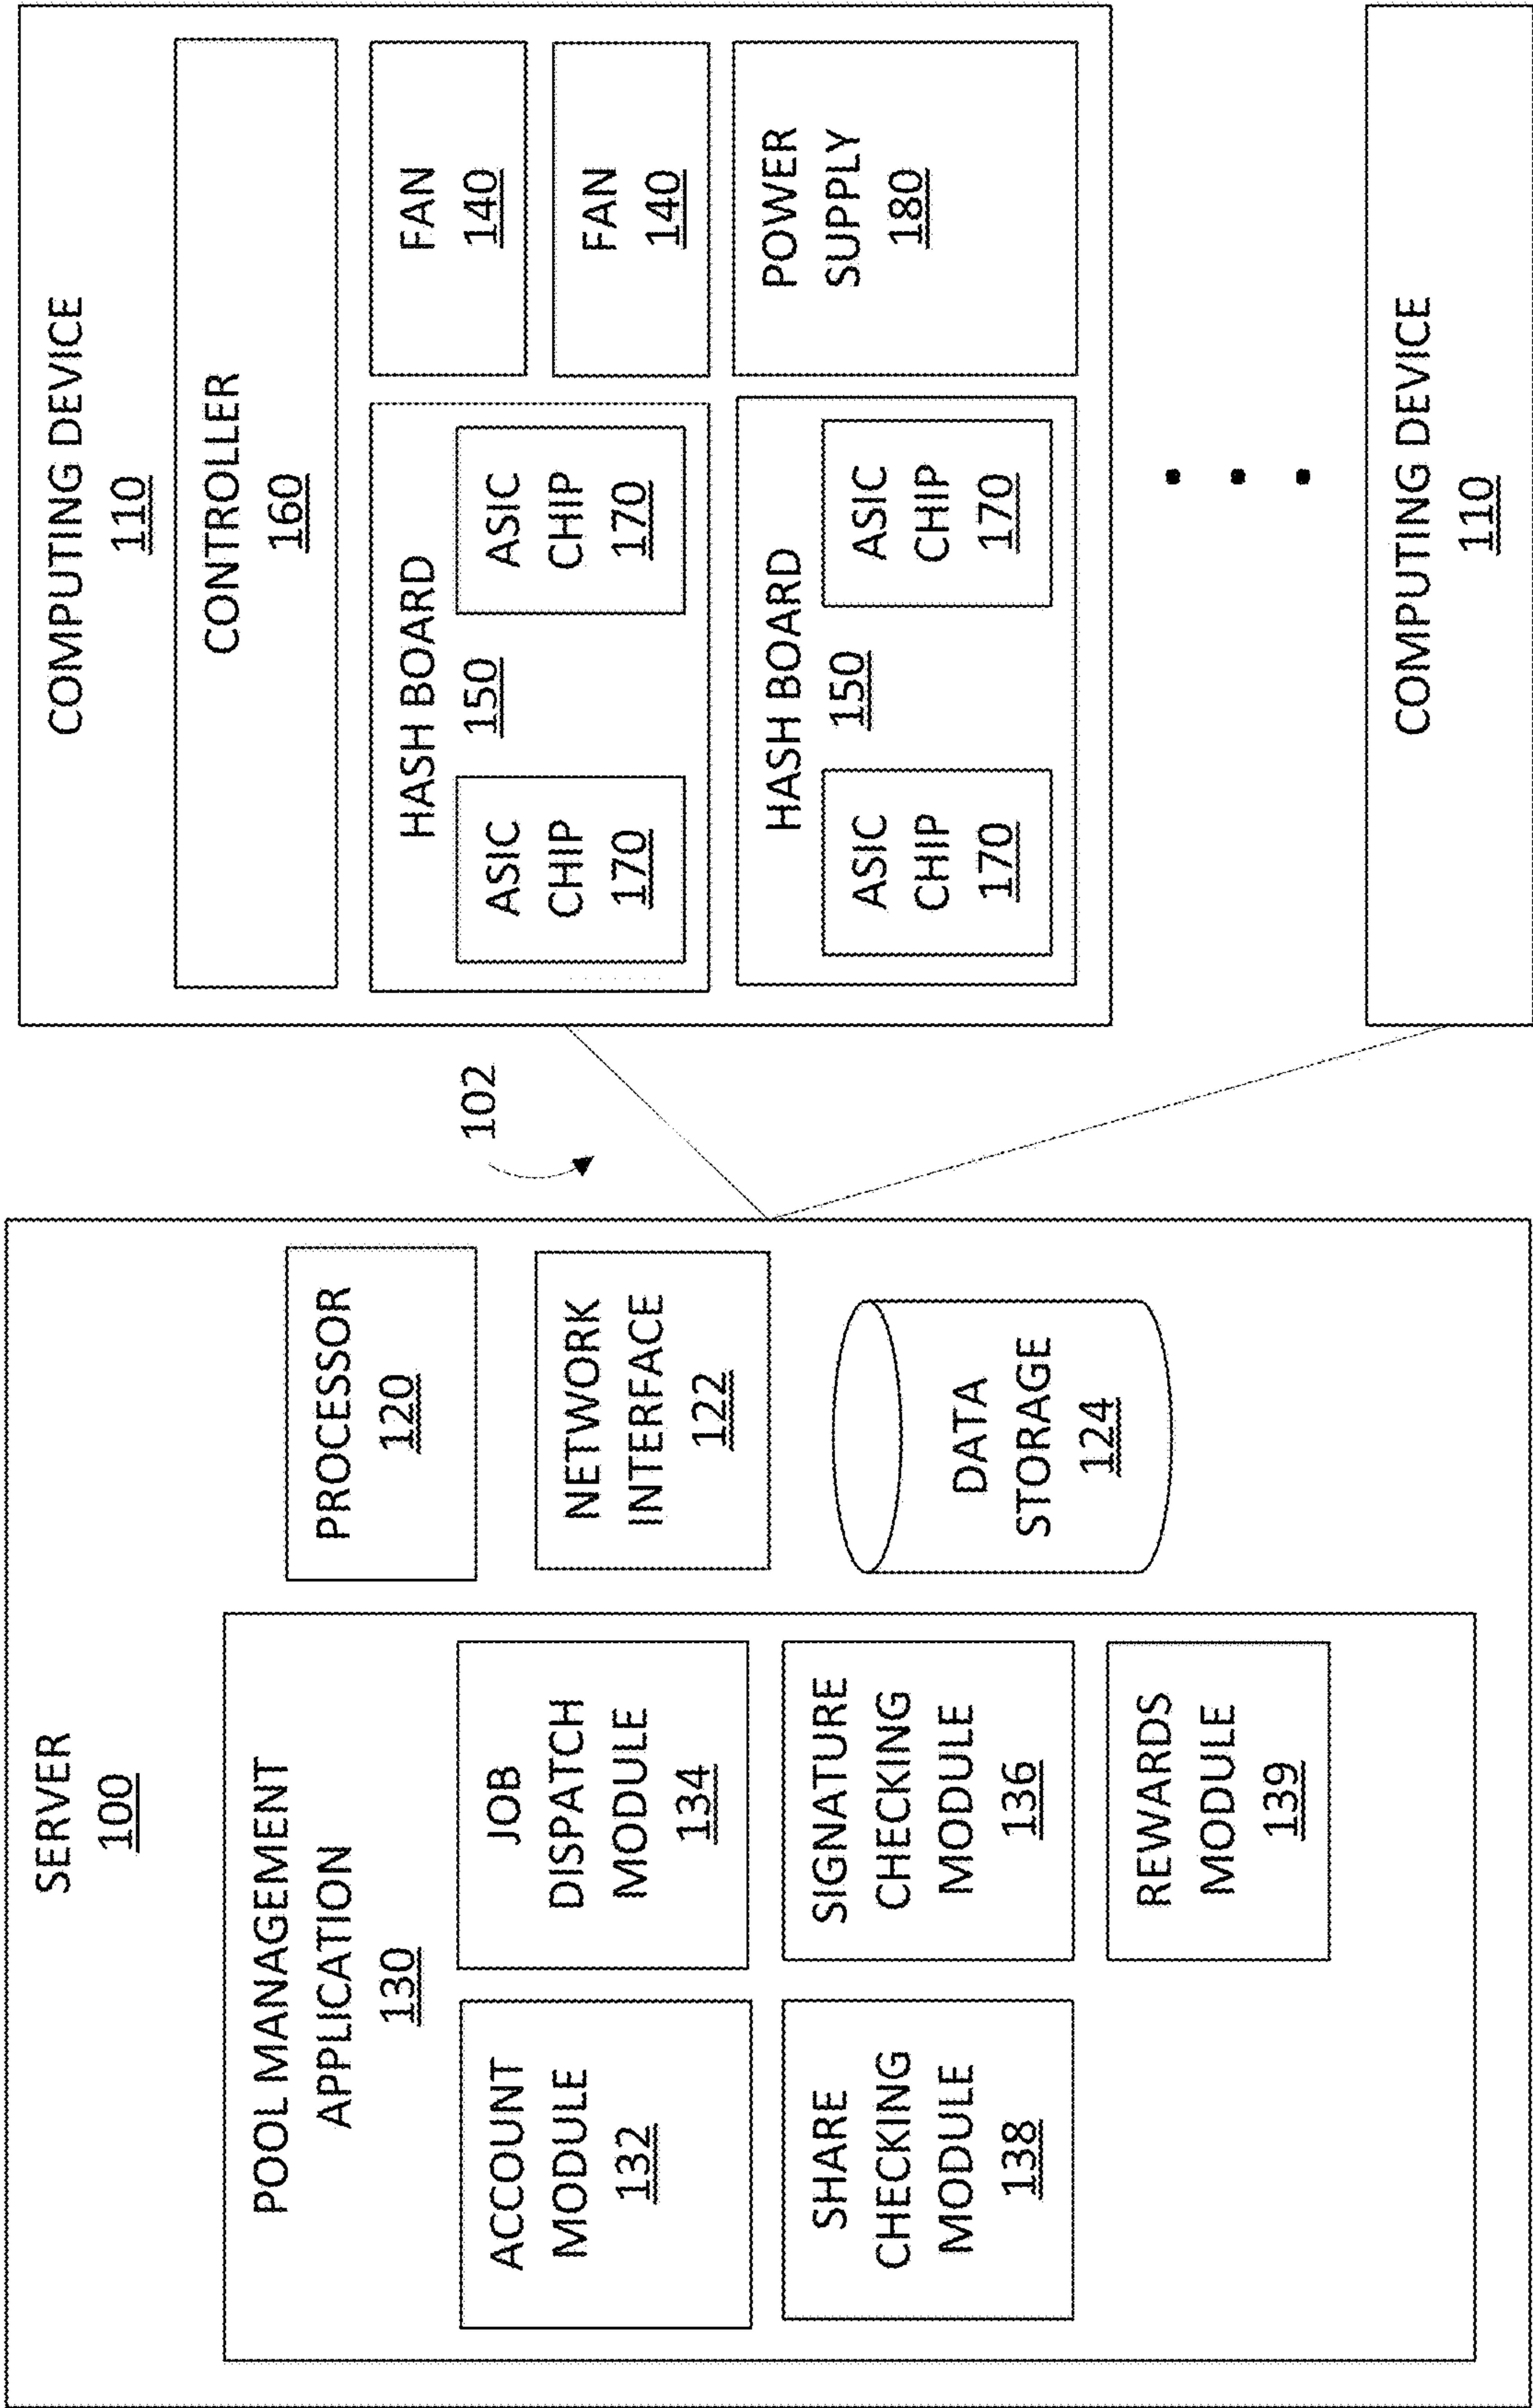 SERVER
100
POOL MANAGEMENT
APPLICATION
130
ACCOUNT
MODULE
132
JOB
DISPATCH
MODULE
134
SHARE
CHECKING
MODULE
138
SIGNATURE
CHECKING
MODULE
136
REWARDS
MODULE
139
PROCESSOR
120
NETWORK
INTERFACE
122
DATA
STORAGE
124
102
COMPUTING DEVICE
110
CONTROLLER
160
HASH BOARD
150
ASIC
CHIP
170
ASIC
CHIP
170
FAN
140
FAN
140
HASH BOARD
150
ASIC
CHIP
170
ASIC
CHIP
170
POWER
SUPPLY
180
COMPUTING DEVICE
110